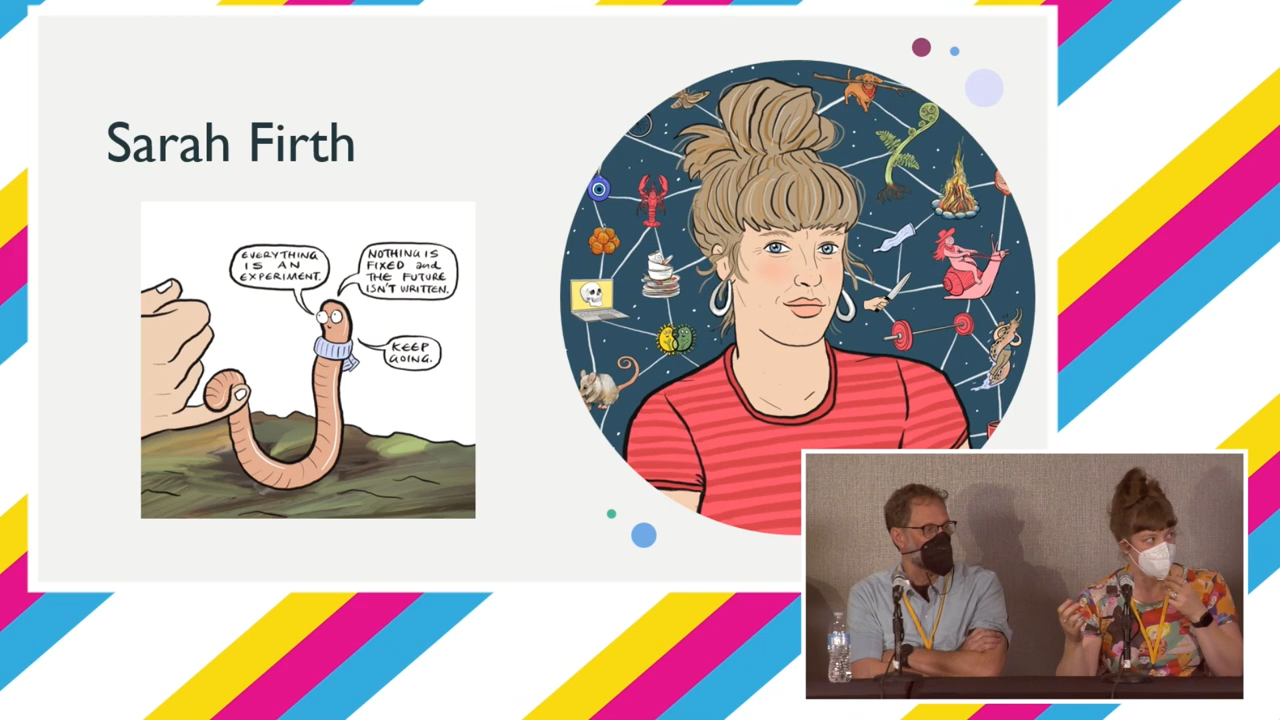 Sarah Firth
EVERYTHING
IS AN
EXPERIMENT.
NOTHING IS
FIXED and
THE FUTURE
ISN'T WRITTEN.
KEEP
GOING.